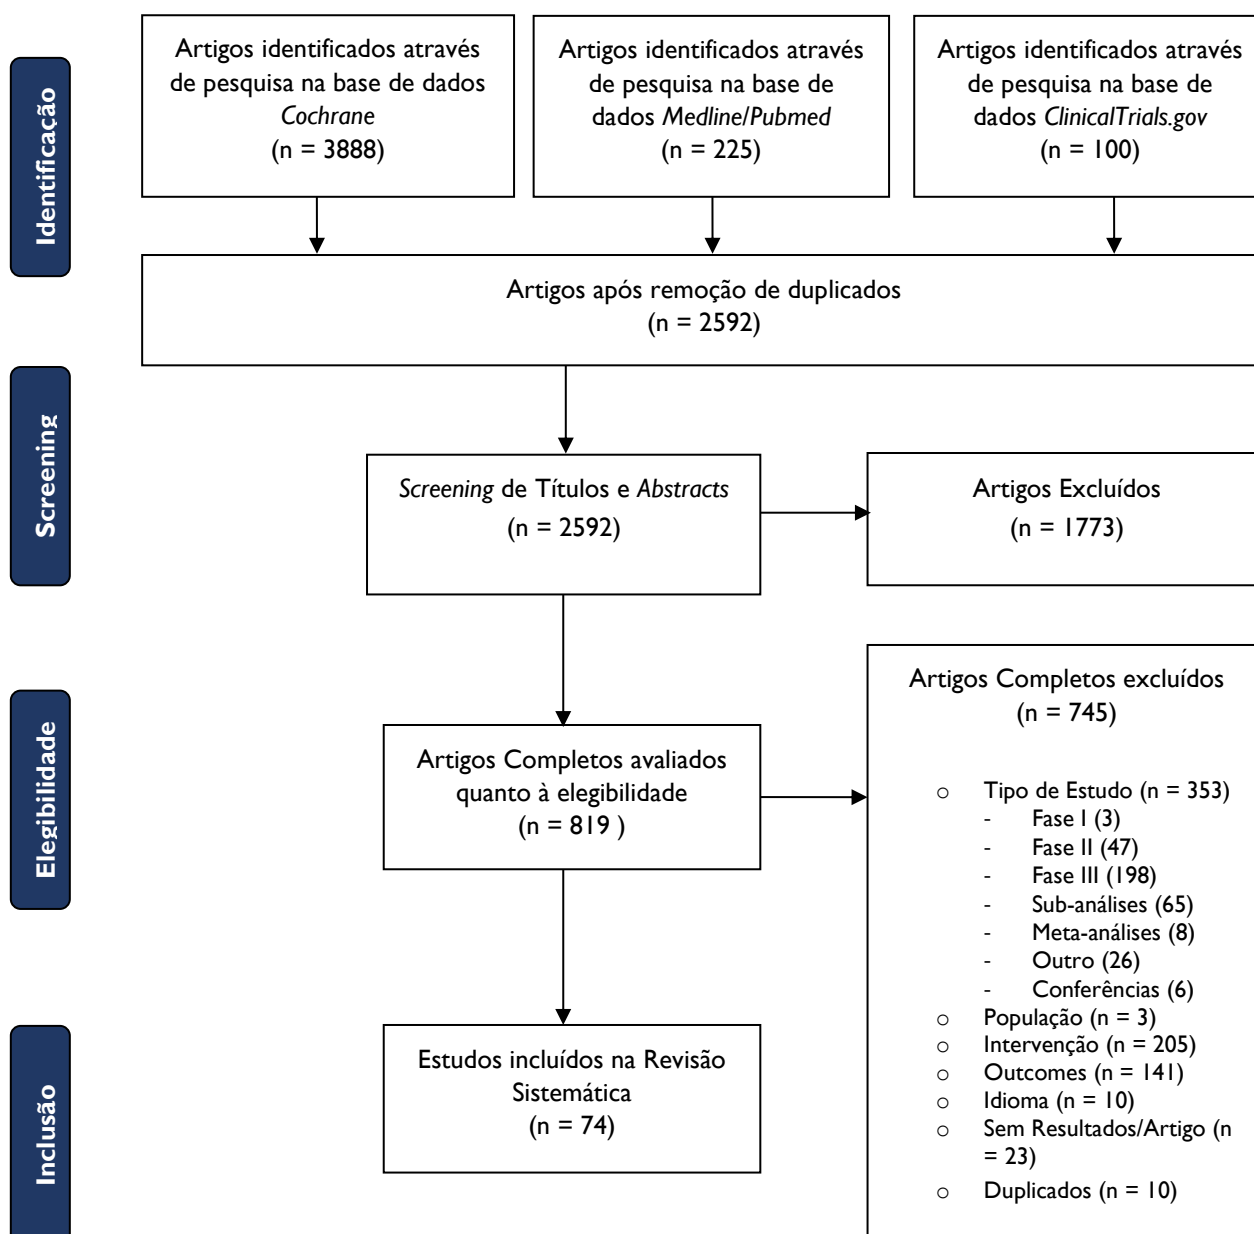 Identificação
Artigos identificados através
de pesquisa na base de dados
Cochrane
(n = 3888)
Artigos identificados através
de pesquisa na base de
dados Medline/Pubmed
(n = 225)
Artigos identificados através
de pesquisa na base de
dados ClinicalTrials.gov
(n = 100)
Artigos após remoção de duplicados
(n = 2592)
Screening
Screening de Títulos e Abstracts
(n = 2592)
Artigos Excluídos
(n = 1773)
Elegibilidade
Artigos Completos avaliados
quanto à elegibilidade
(n = 819 )
Artigos Completos excluídos
(n = 745)
o Tipo de Estudo (n = 353)
- Fase I (3)
- Fase II (47)
- Fase III (198)
- Sub-análises (65)
- Meta-análises (8)
- Outro (26)
- Conferências (6)
o População (n = 3)
o Intervenção (n = 205)
o Outcomes (n = 141)
o Idioma (n = 10)
o Sem Resultados/Artigo (n
= 23)
o Duplicados (n = 10)
Inclusão
Estudos incluídos na Revisão
Sistemática
(n = 74)